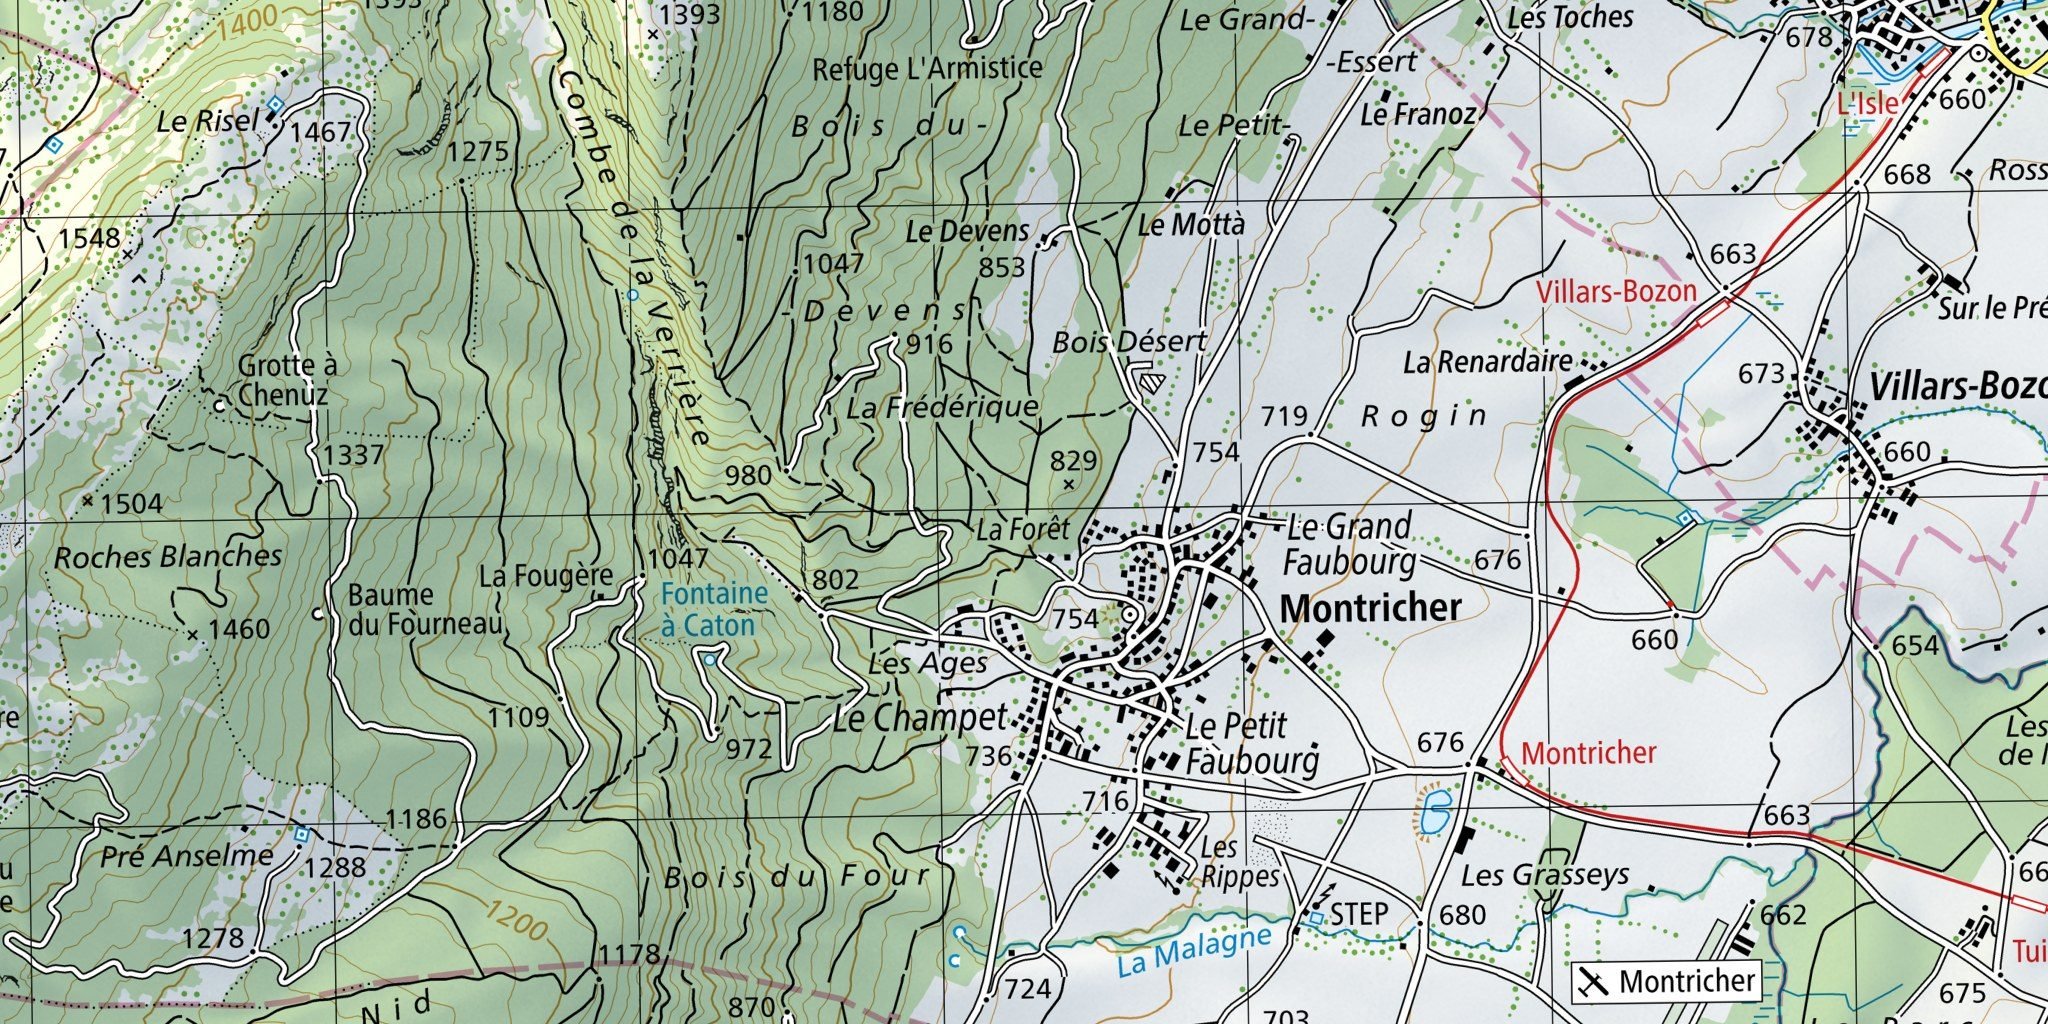 1400
1393
1393
1180
Le Grand-
Les Toches
678
-Essert
Refuge L'Armistice
Le Risel
1467
Combe de la Verrière
Bois du-
Le Petit-
Le Franoz
L'Isle
660
1275
668
Ross
1548
Le Devens
853
Le Mottà
1047
663
Villars-Bozon
-Devens
Sur le Pré
916
Bois Désert
Grotte à
Chenuz
La Renardaire
673
Villars-Bozo
La Frédérique
719
Rogin
1337
980
829
754
660
1504
La Forêt
Le Grand
Faubourg
676
Roches Blanches
1047
La Fougère
802
Fontaine
à Caton
Baume
du Fourneau
754
Montricher
1460
660
654
Les Ages
1109
Le Champet
972
736
Le Petit
Faubourg
676
Montricher
Les
de l
716
1186
663
Pré Anselme
1288
Les
Rippes
Bois du Four
Les Grasseys
1200
1278
STEP
680
662
La Malagne
1178
Tui
Montricher
724
675
Nid
870
703